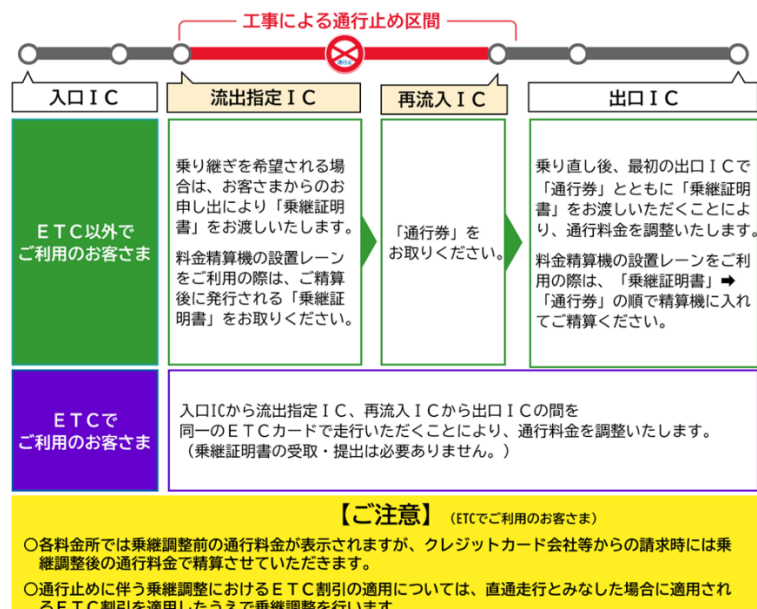 工事による通行止め区間
通行止
入口ＩＣ
流出指定ＩＣ
再流入ＩＣ
出口ＩＣ
ＥＴＣ以外で
ご利用のお客さま
乗り継ぎを希望される場
合は、お客さまからのお
申し出により「乗継証明
書」をお渡しいたします。
料金精算機の設置レーン
をご利用の際は、ご精算
後に発行される「乗継証
明書」をお取りください。
「通行券」を
お取りください。
乗り直し後、最初の出口ＩＣで
「通行券」とともに「乗継証明
書」をお渡しいただくことによ
り、通行料金を調整いたします。
料金精算機の設置レーンをご利
用の際は、「乗継証明書」➡
「通行券」の順で精算機に入れ
てご精算ください。
ＥＴＣで
ご利用のお客さま
入口ICから流出指定ＩＣ、再流入ＩＣから出口ＩＣの間を
同一のＥＴＣカードで走行いただくことにより、通行料金を調整いたします。
（乗継証明書の受取・提出は必要ありません。）
【ご注意】（ETCでご利用のお客さま）
○各料金所では乗継調整前の通行料金が表示されますが、クレジットカード会社等からの請求時には乗
継調整後の通行料金で精算させていただきます。
○通行止めに伴う乗継調整におけるＥＴＣ割引の適用については、直通走行とみなした場合に適用され
るＥＴＣ割引を適用したうえで乗継調整を行います